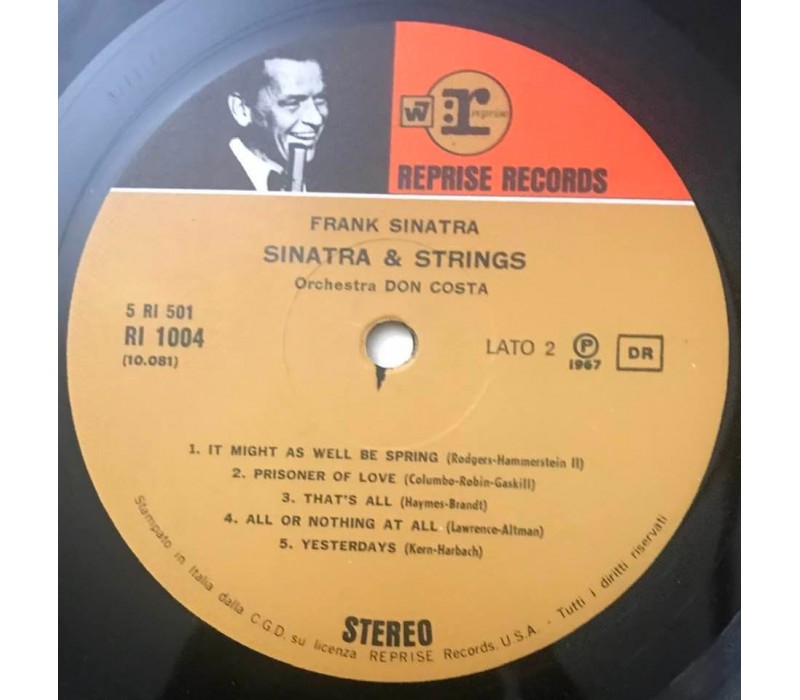 W7 r: reprise
REPRISE RECORDS
FRANK SINATRA
SINATRA & STRINGS
Orchestra DON COSTA
5 RI 501
RI 1004
(10.081)
LATO 2
P
1967
DR
1. IT MIGHT AS WELL BE SPRING (Rodgers-Hammerstein II)
2. PRISONER OF LOVE (Columbo-Robin-Gaskill)
3. THAT'S ALL (Haymes-Brandt)
4. ALL OR NOTHING AT ALL (Lawrence-Altman)
5. YESTERDAYS (Kern-Harbach)
STEREO
Stampato in Italia dalla C.G.D. su licenza REPRISE Records. U.S.A. - Tutti i diritti riservati